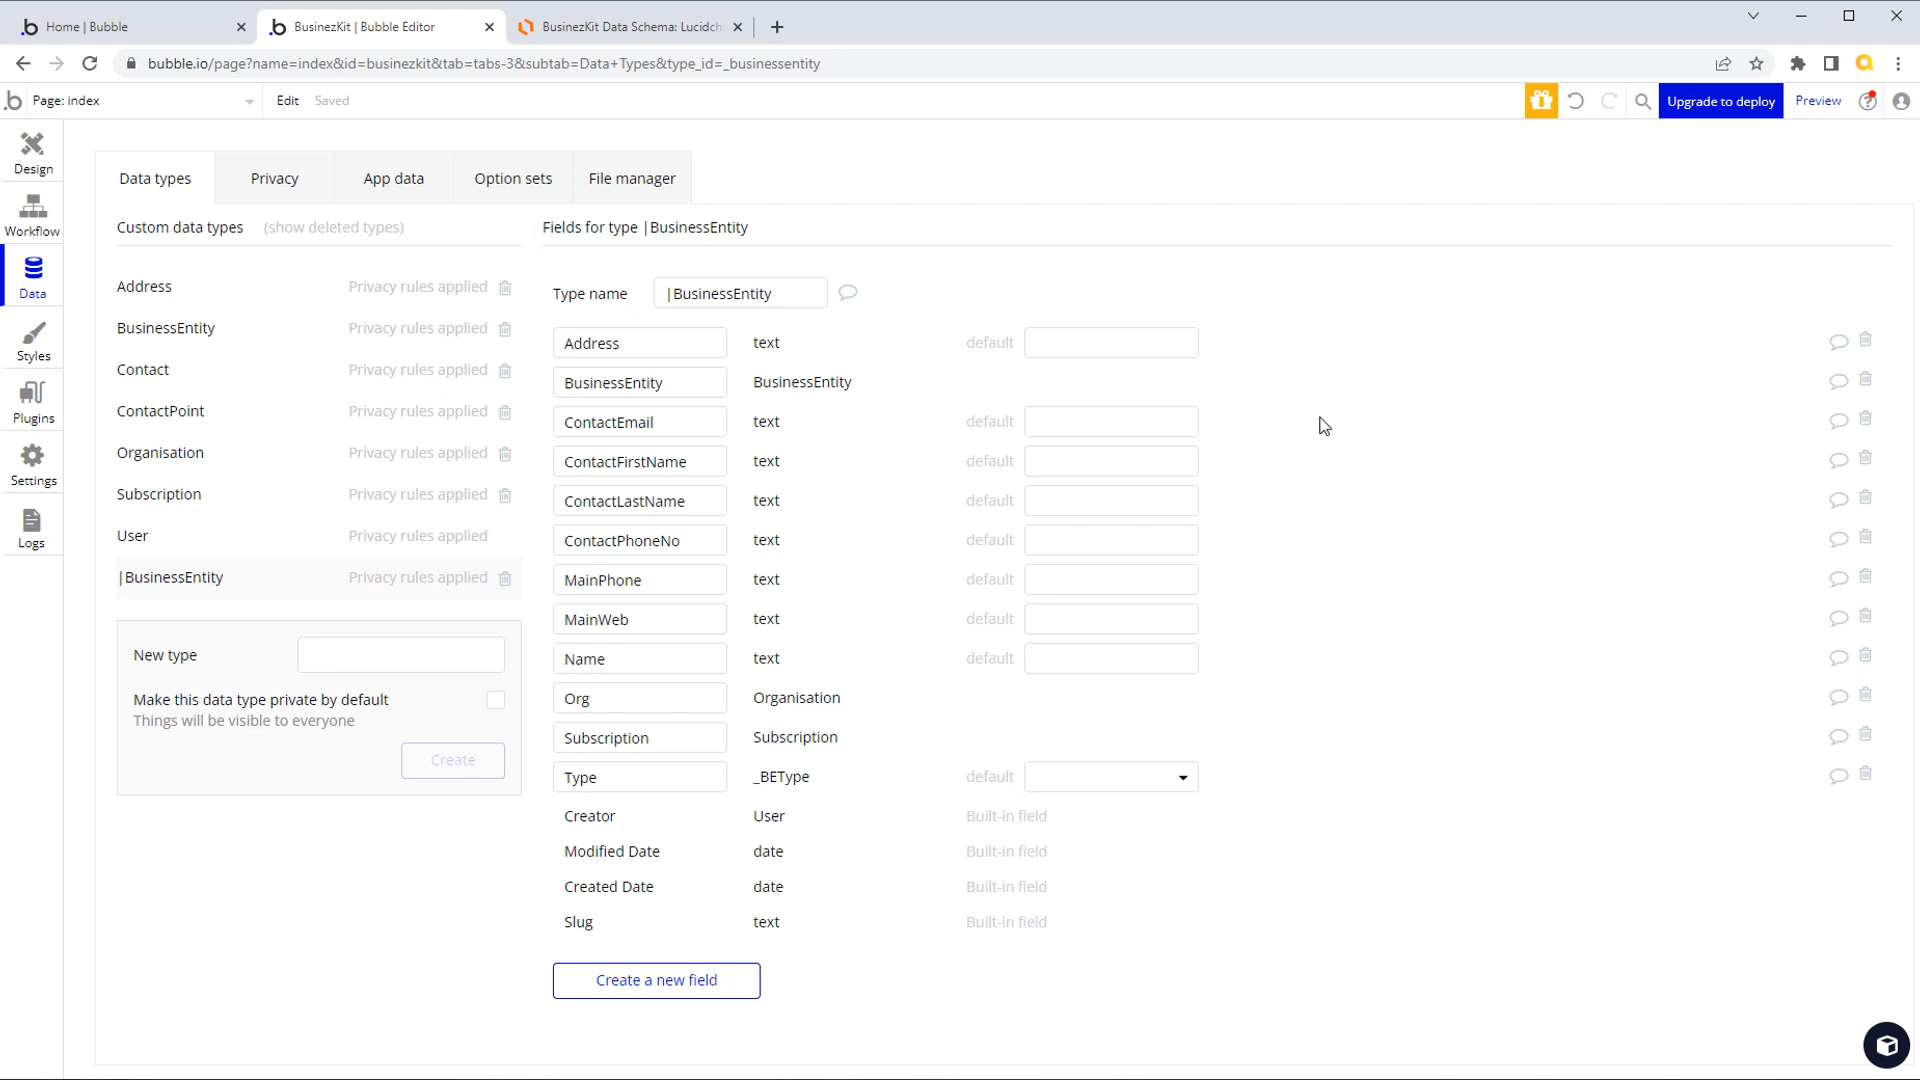 Home | Bubble
BusinezKit | Bubble Editor
BusinezKit Data Schema: Lucidch
bubble.io/page?name=index&id=businezkit&tab=tabs-3&subtab=Data+Types&type_id=_businessentity
Page: index
Edit
Saved
Upgrade to deploy
Preview
Design
Workflow
Data
Styles
Plugins
Settings
Logs
Data types
Privacy
App data
Option sets
File manager
Custom data types (show deleted types)
Address Privacy rules applied
BusinessEntity Privacy rules applied
Contact Privacy rules applied
ContactPoint Privacy rules applied
Organisation Privacy rules applied
Subscription Privacy rules applied
User Privacy rules applied
|BusinessEntity Privacy rules applied
New type
Make this data type private by default
Things will be visible to everyone
Create
Fields for type |BusinessEntity
Type name |BusinessEntity
Address text default
BusinessEntity BusinessEntity
ContactEmail text default
ContactFirstName text default
ContactLastName text default
ContactPhoneNo text default
MainPhone text default
MainWeb text default
Name text default
Org Organisation
Subscription Subscription
Type _BEType default
Creator User Built-in field
Modified Date date Built-in field
Created Date date Built-in field
Slug text Built-in field
Create a new field